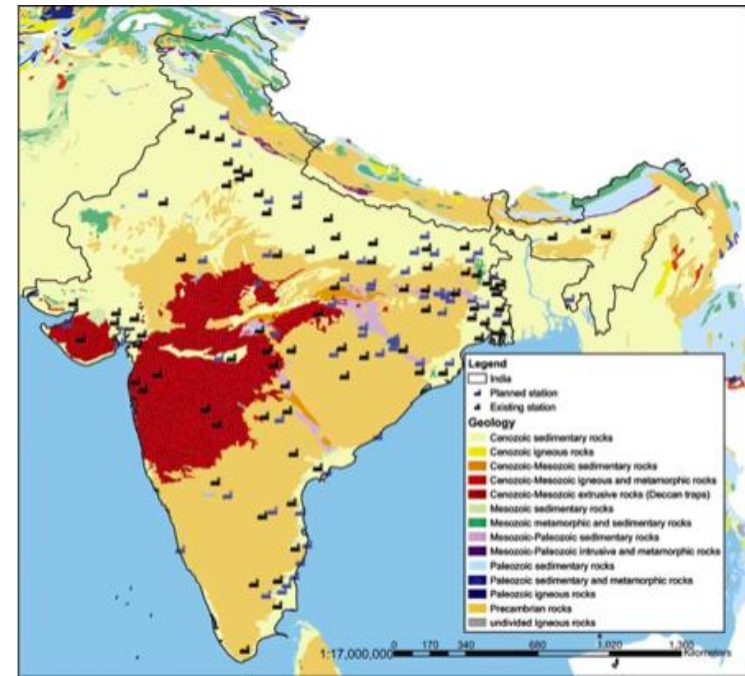 Legend
India
Planned station
Existing station
Geology
Cenozoic sedimentary rocks
Cenozoic igneous rocks
Cenozoic-Mesozoic sedimentary rocks
Cenozoic-Mesozoic igneous and metamorphic rocks
Cenozoic-Mesozoic extrusive rocks (Deccan traps)
Mesozoic sedimentary rocks
Mesozoic metamorphic and sedimentary rocks
Mesozoic-Paleozoic sedimentary rocks
Mesozoic-Paleozoic intrusive and metamorphic rocks
Paleozoic sedimentary rocks
Paleozoic sedimentary and metamorphic rocks
Paleozoic igneous rocks
Precambrian rocks
undivided Igneous rocks
1:17,000,000 0 170 340 680 1,020 1,360 Kilometers